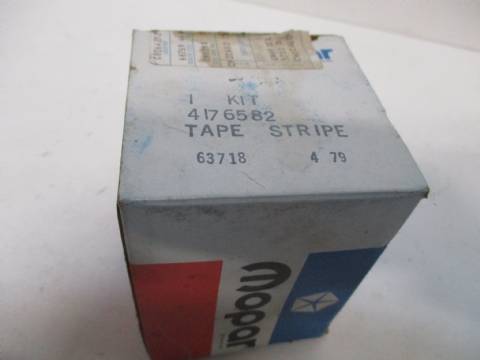 1 KIT
4176582
TAPE STRIPE
63718 4 79
Mopar